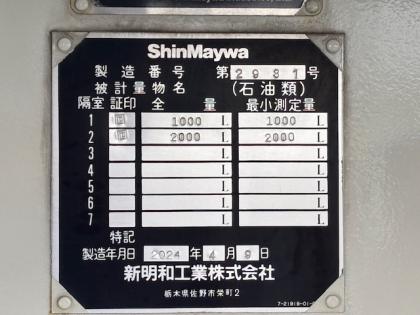 ShinMaywa
製造番号 第2981号
被計量物名 (石油類)
隔室 証印 全量 最小測定量
1 1000 L 1000 L
2 2000 L 2000 L
3 L L
4 L L
5 L L
6 L L
7 L L
特記
製造年月日 2024年4月9日
新明和工業株式会社
栃木県佐野市栄町2